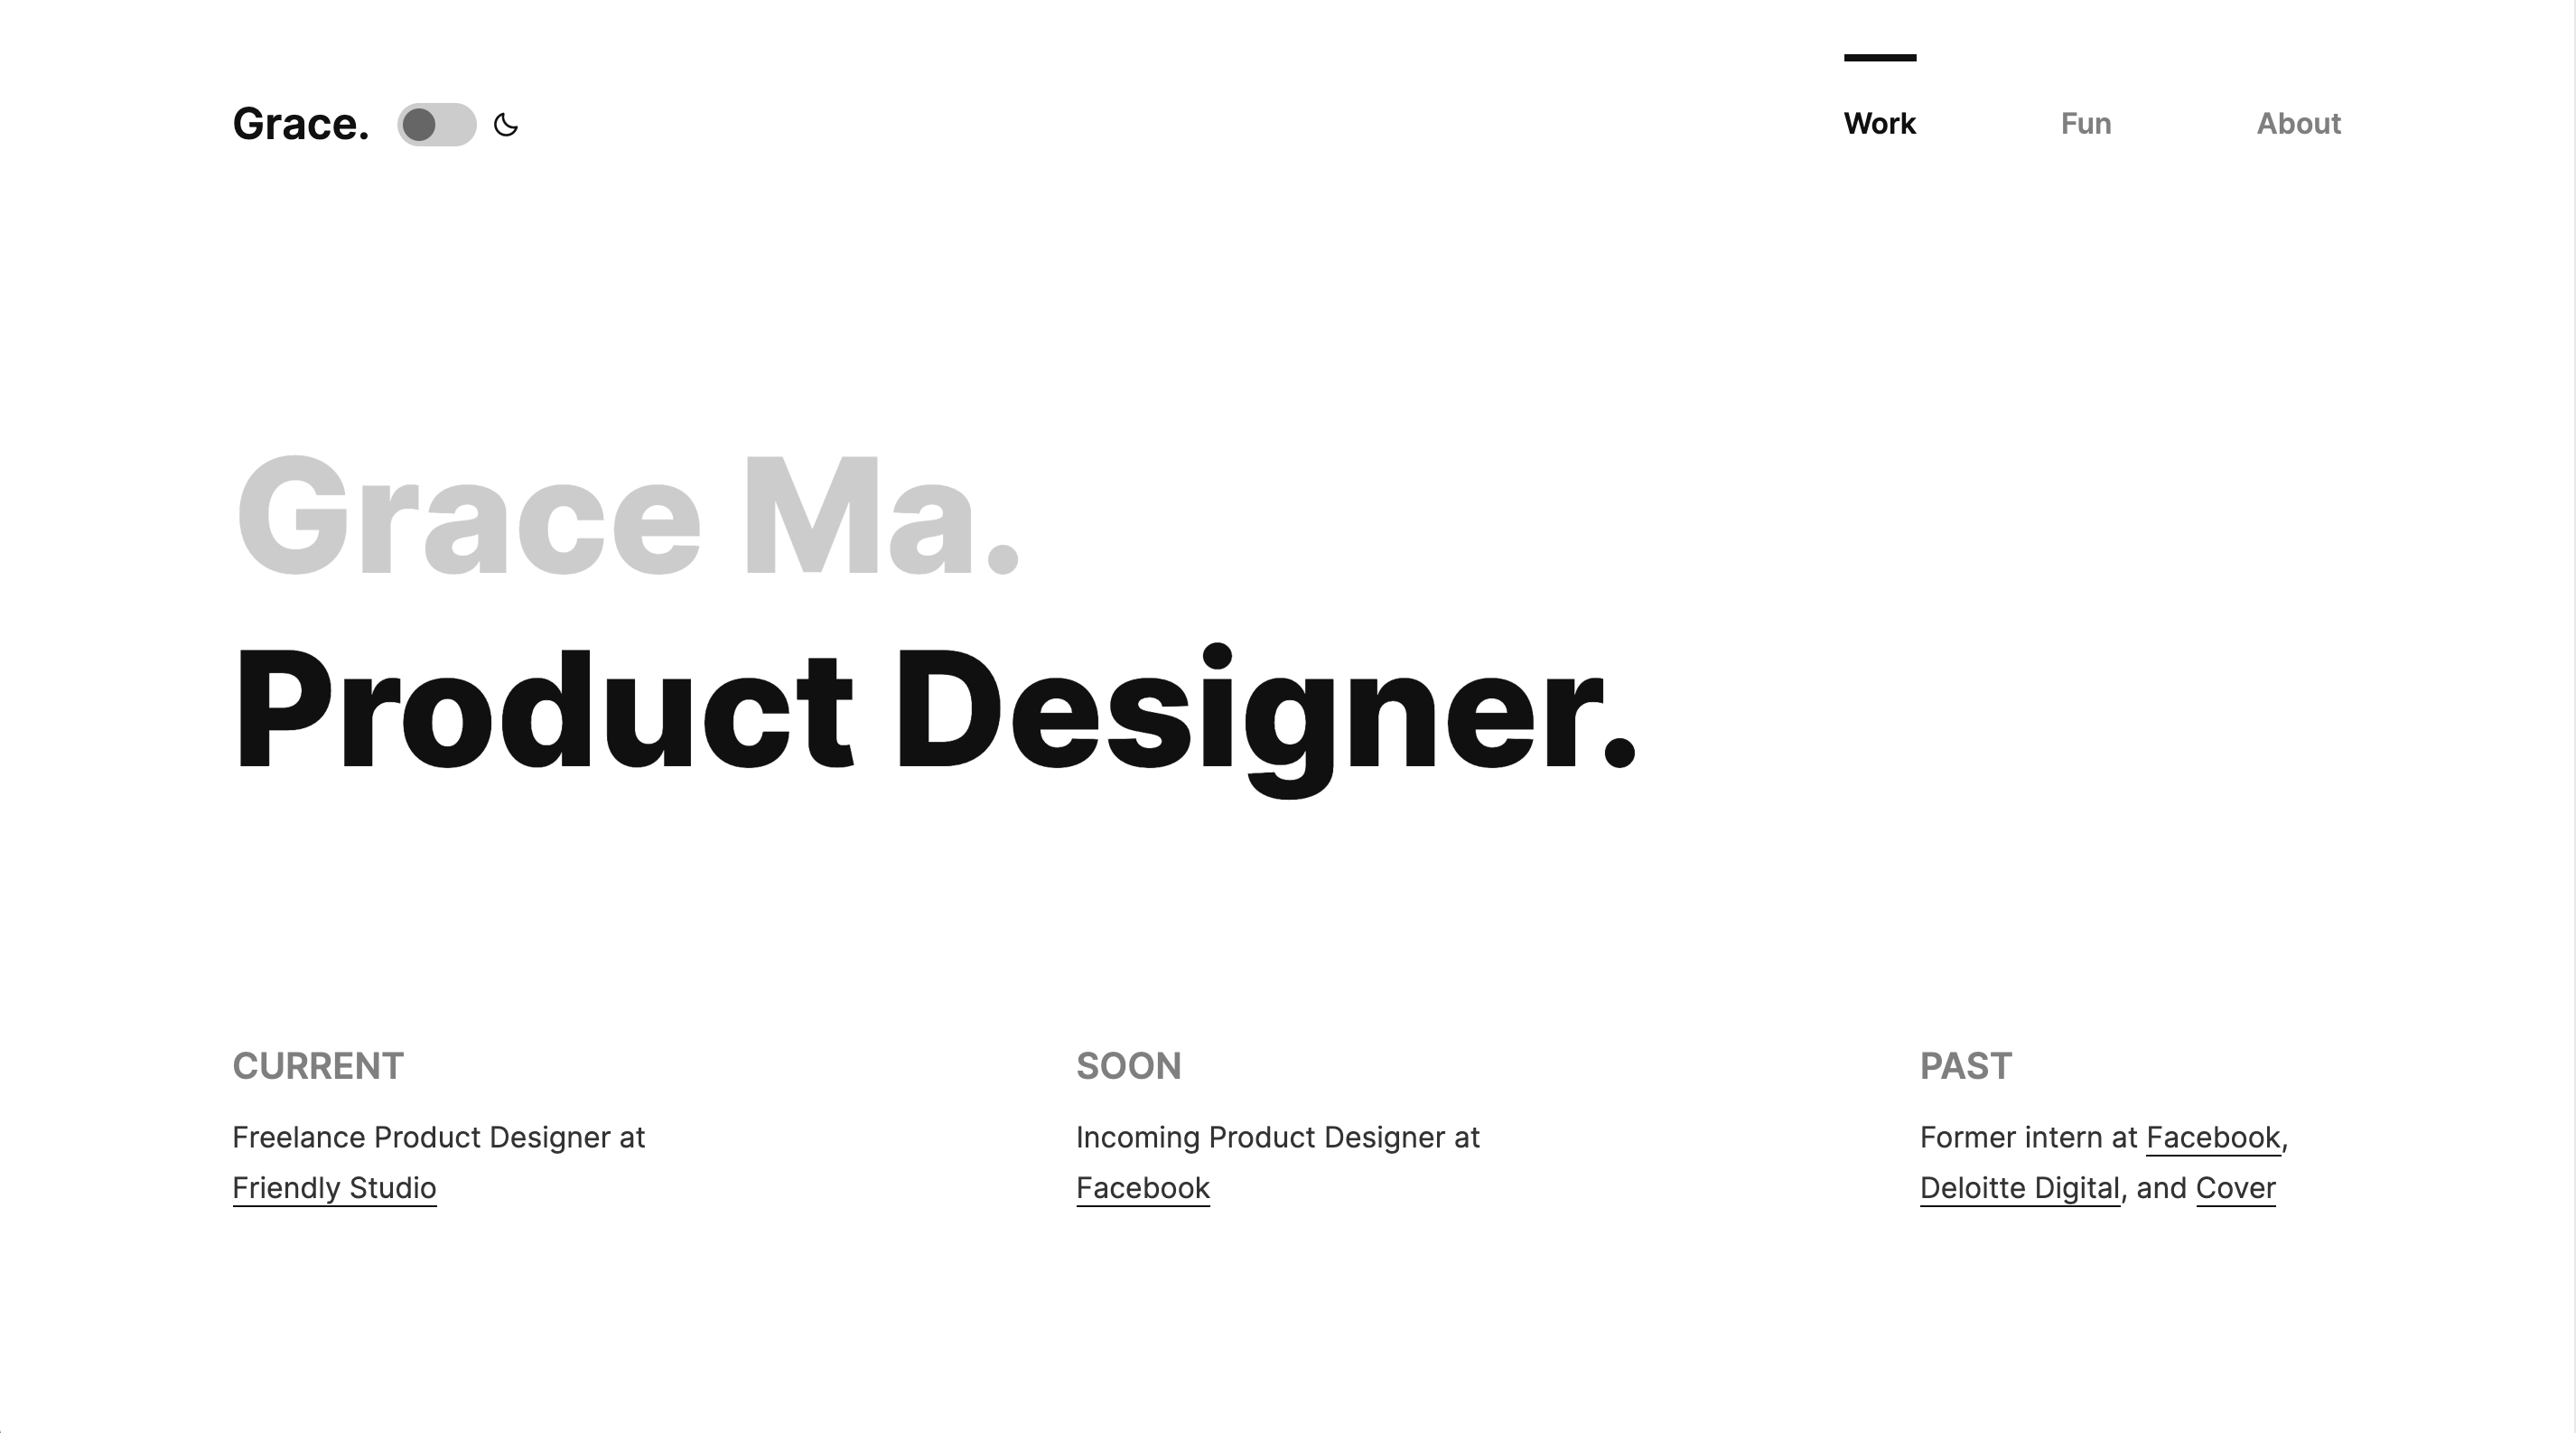 Grace.
Work
Fun
About
Grace Ma.
Product Designer.
CURRENT
Freelance Product Designer at
Friendly Studio
SOON
Incoming Product Designer at
Facebook
PAST
Former intern at Facebook,
Deloitte Digital, and Cover